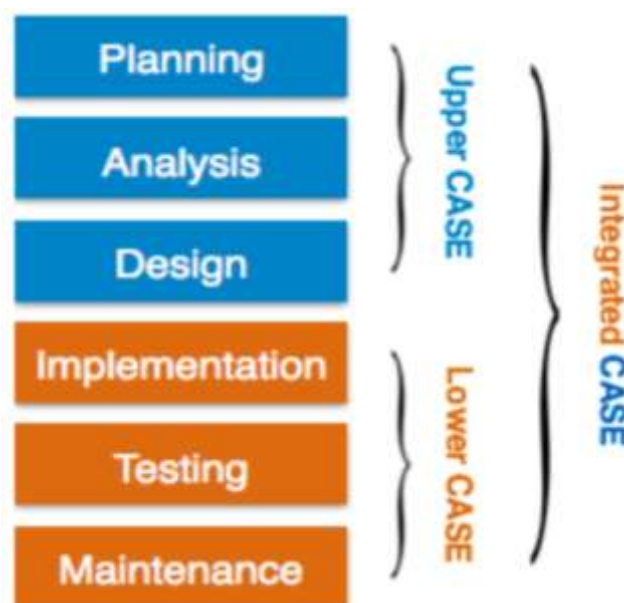 Planning
Analysis
Design
Implementation
Testing
Maintenance
Upper CASE
Lower CASE
Integrated CASE